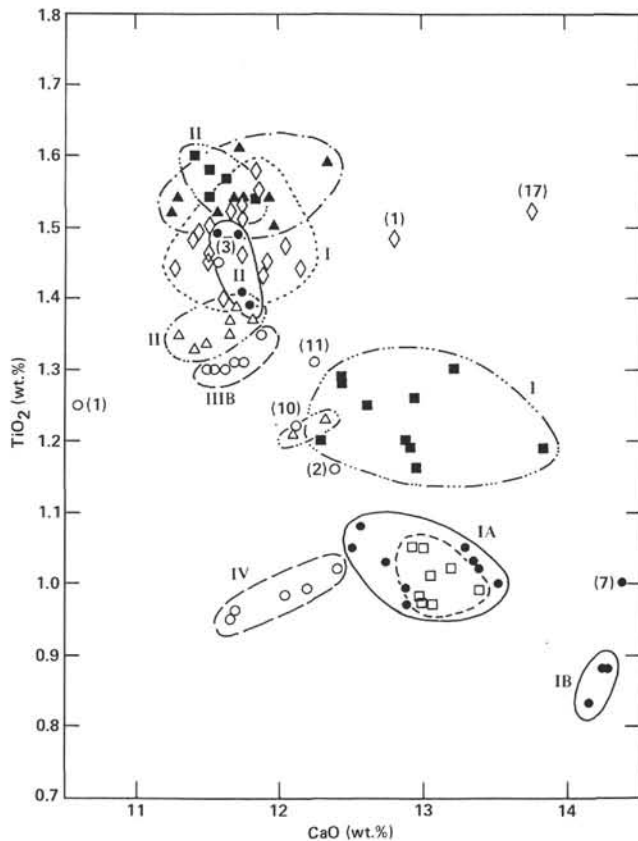 1.8
1.7
II
1.6
(17)
(1)
1.5
(3)
I
II
1.4
II
(11)
1.3
IIIB
I
(1)
(10)
1.2
(2)
1.1
IA
IV
1.0
(7)
0.9
IB
0.8
0.7
11
12
13
14
TiO2 (wt.%)
CaO (wt.%)